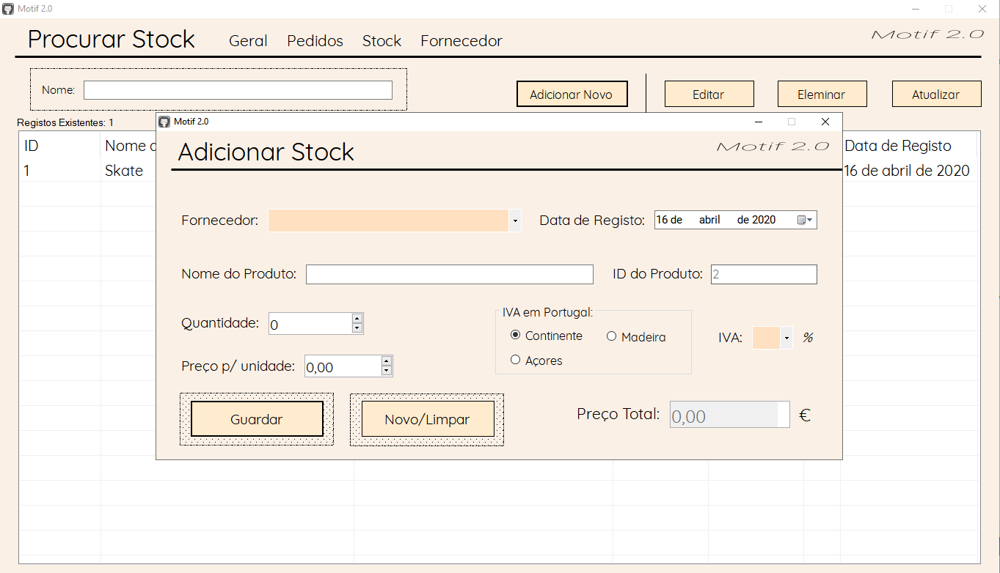 Motif 2.0
Procurar Stock Geral Pedidos Stock Fornecedor Motif 2.0
Nome: Adicionar Novo Editar Eleminar Atualizar
Registos Existentes: 1
ID Nome d Data de Registo
1 Skate 16 de abril de 2020
Motif 2.0
Adicionar Stock Motif 2.0
Fornecedor: Data de Registo: 16 de abril de 2020
Nome do Produto: ID do Produto: 2
Quantidade: 0
IVA em Portugal:
Continente Madeira
Açores
IVA: %
Preço p/ unidade: 0,00
Guardar Novo/Limpar Preço Total: 0,00 €